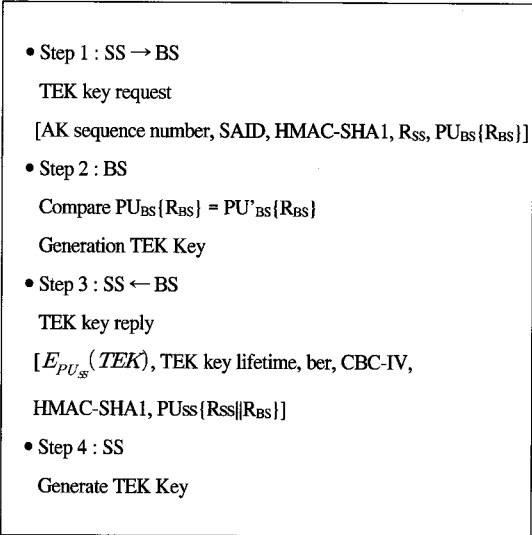 • Step 1 : SS → BS
TEK key request
[AK sequence number, SAID, HMAC-SHA1, RSS, PUBS{RBS}]
• Step 2 : BS
Compare PUBS{RBS} = PU'BS{RBS}
Generation TEK Key
• Step 3 : SS ← BS
TEK key reply
[EPUSS(TEK), TEK key lifetime, ber, CBC-IV,
HMAC-SHA1, PUss{Rss||RBS}]
• Step 4 : SS
Generate TEK Key